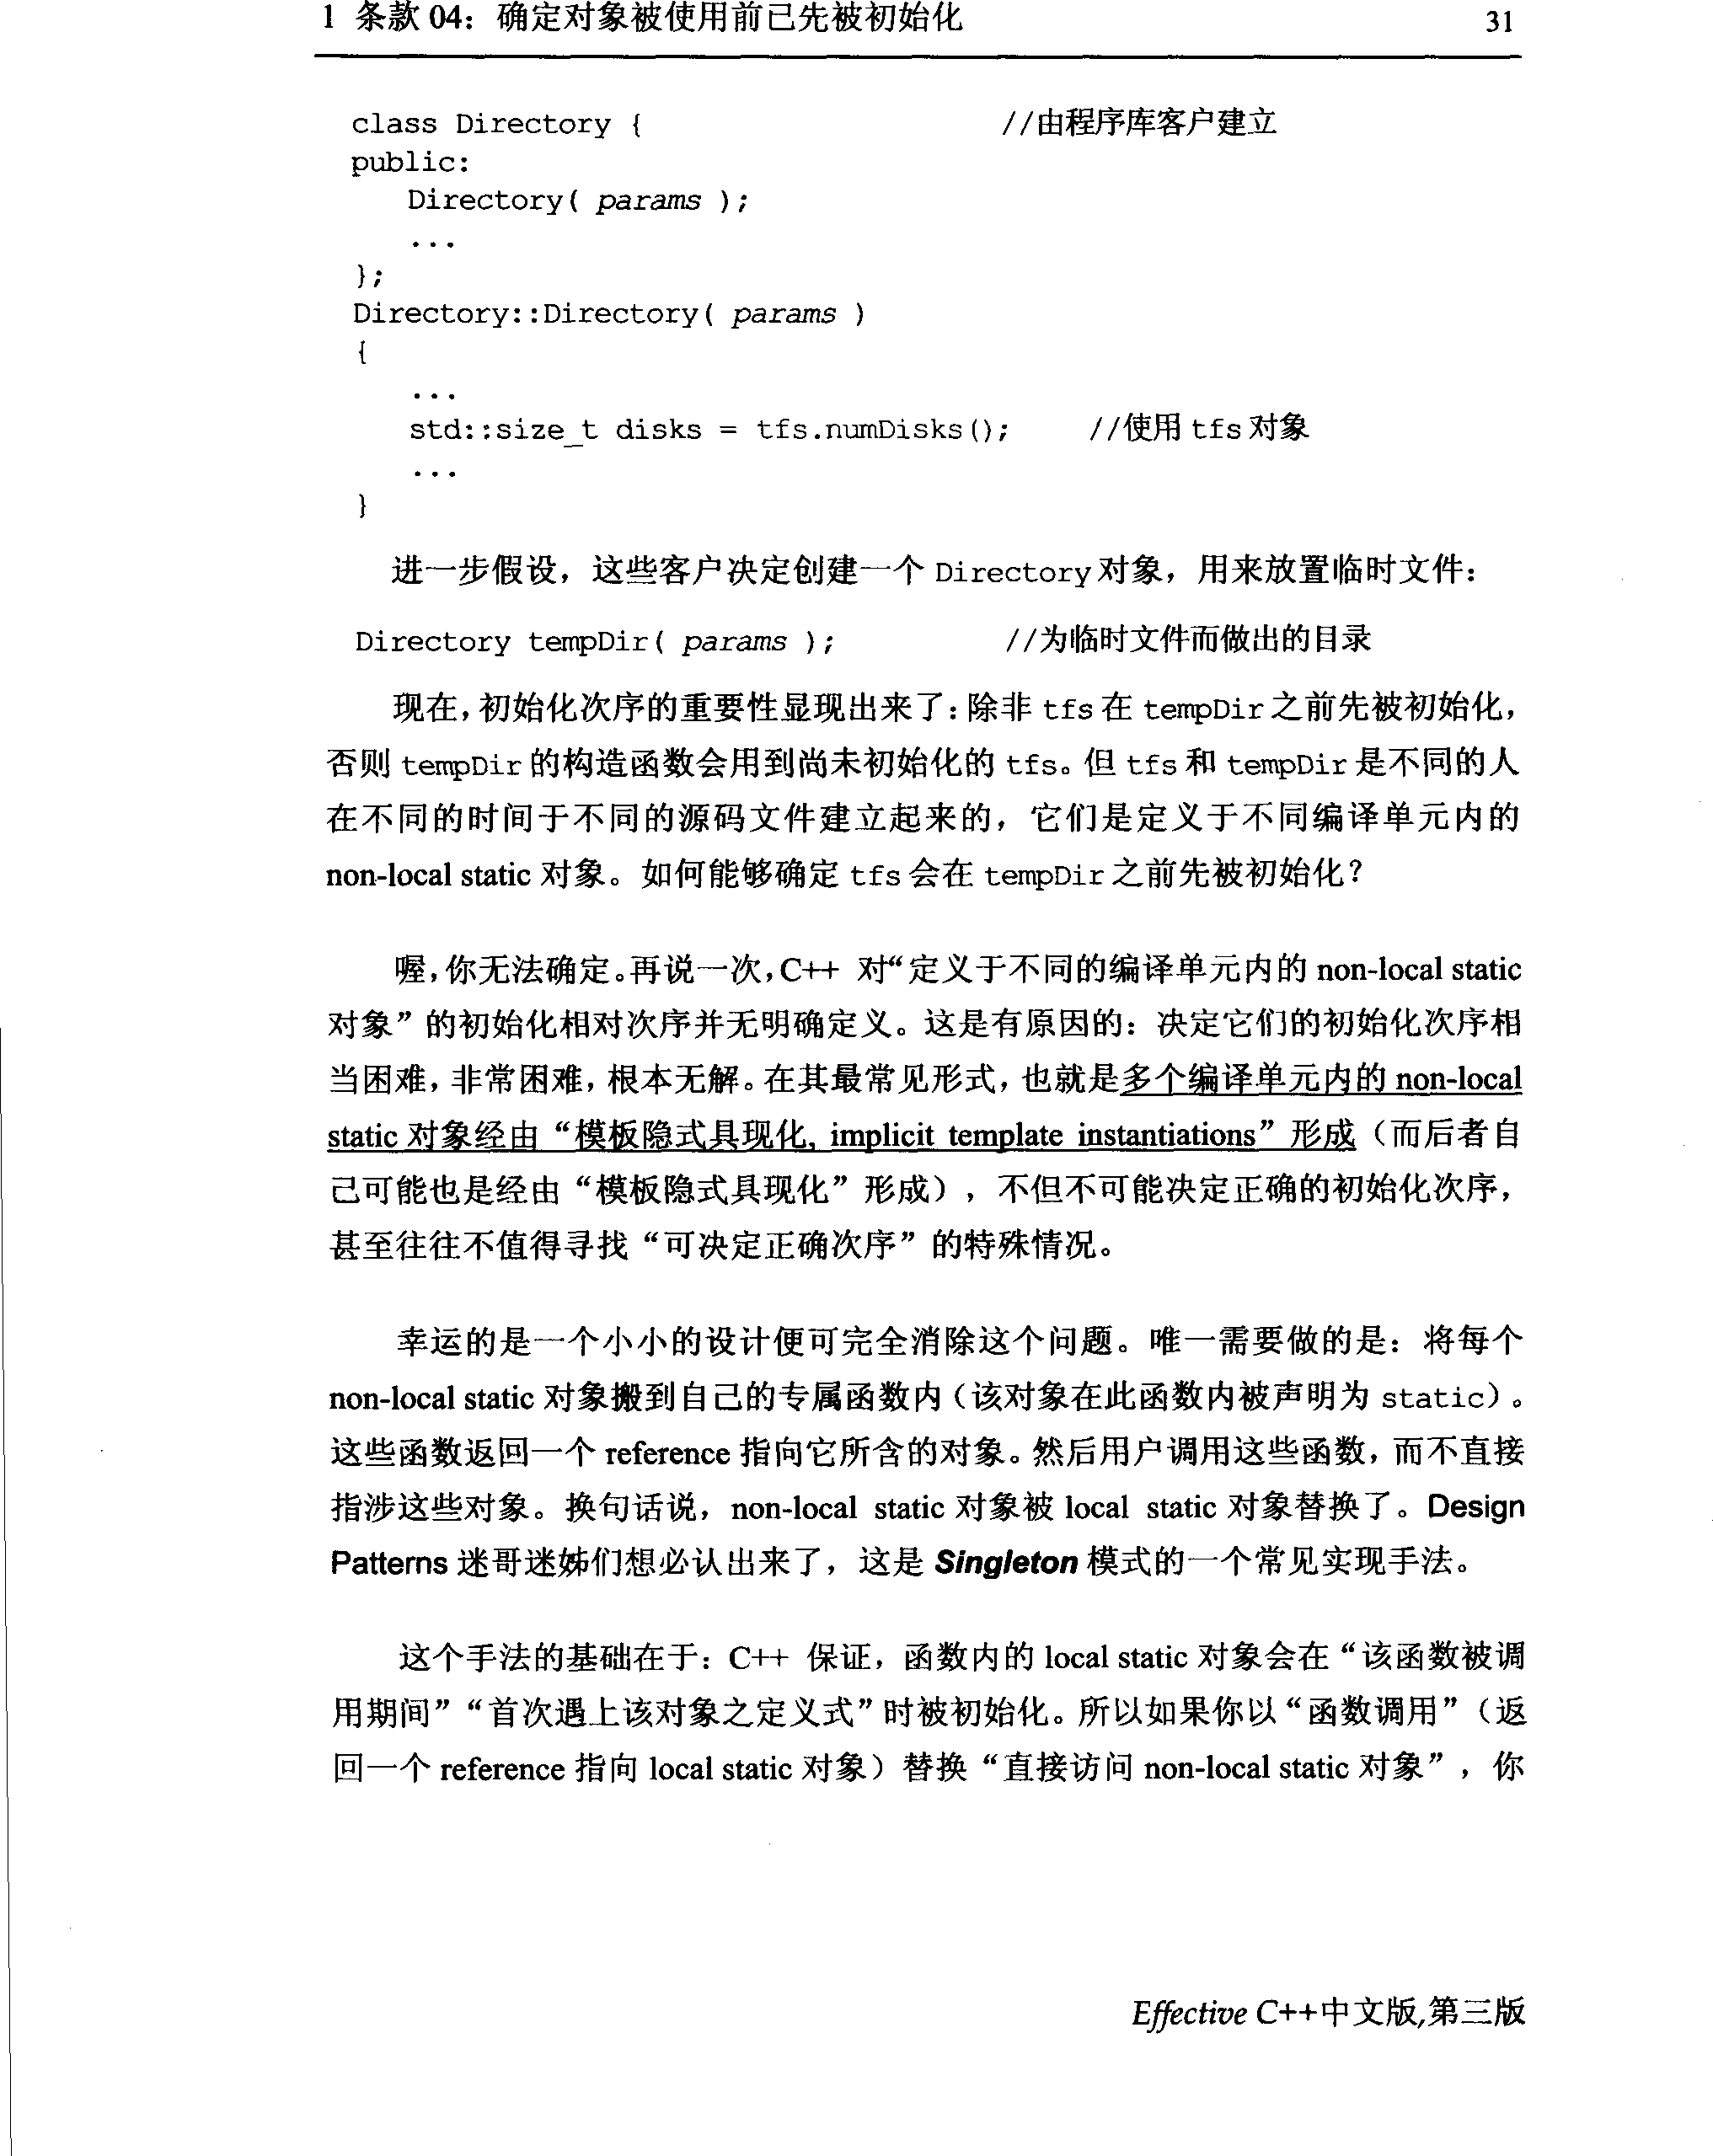 1 条款 04：确定对象被使用前已先被初始化 31
class Directory { //由程序库客户建立
public:
Directory( params );
...
};
Directory::Directory( params )
{
...
std::size_t disks = tfs.numDisks(); //使用 tfs 对象
...
}
进一步假设，这些客户决定创建一个 Directory 对象，用来放置临时文件：
Directory tempDir( params ); //为临时文件而做出的目录
现在，初始化次序的重要性显现出来了：除非 tfs 在 tempDir 之前先被初始化，
否则 tempDir 的构造函数会用到尚未初始化的 tfs。但 tfs 和 tempDir 是不同的人
在不同的时间于不同的源码文件建立起来的，它们是定义于不同编译单元内的
non-local static 对象。如何能够确定 tfs 会在 tempDir 之前先被初始化？
喔，你无法确定。再说一次，C++ 对“定义于不同的编译单元内的 non-local static
对象”的初始化相对次序并无明确定义。这是有原因的：决定它们的初始化次序相
当困难，非常困难，根本无解。在其最常见形式，也就是多个编译单元内的 non-local
static 对象经由“模板隐式具现化, implicit template instantiations”形成（而后者自
己可能也是经由“模板隐式具现化”形成），不但不可能决定正确的初始化次序，
甚至往往不值得寻找“可决定正确次序”的特殊情况。
幸运的是一个小小的设计便可完全消除这个问题。唯一需要做的是：将每个
non-local static 对象搬到自己的专属函数内（该对象在此函数内被声明为 static）。
这些函数返回一个 reference 指向它所含的对象。然后用户调用这些函数，而不直接
指涉这些对象。换句话说，non-local static 对象被 local static 对象替换了。Design
Patterns 迷哥迷姊们想必认出来了，这是 Singleton 模式的一个常见实现手法。
这个手法的基础在于：C++ 保证，函数内的 local static 对象会在“该函数被调
用期间”“首次遇上该对象之定义式”时被初始化。所以如果你以“函数调用”（返
回一个 reference 指向 local static 对象）替换“直接访问 non-local static 对象”，你
Effective C++中文版,第三版